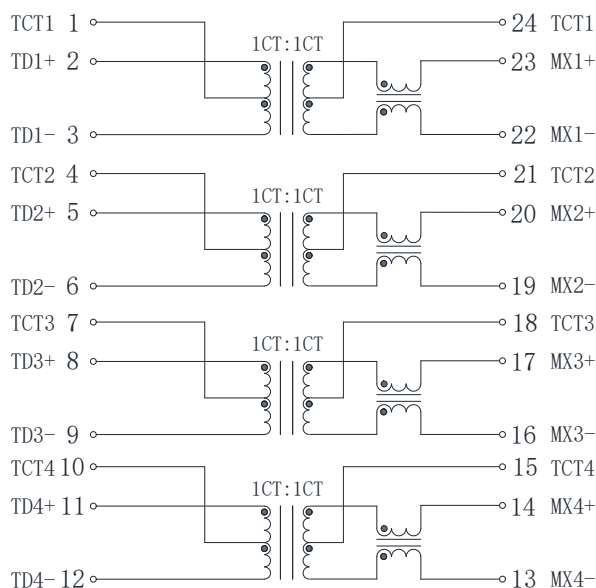 TCT1 1 24 TCT1
1CT:1CT
TD1+ 2 23 MX1+
TD1- 3 22 MX1-
TCT2 4 21 TCT2
1CT:1CT
TD2+ 5 20 MX2+
TD2- 6 19 MX2-
TCT3 7 18 TCT3
1CT:1CT
TD3+ 8 17 MX3+
TD3- 9 16 MX3-
TCT4 10 15 TCT4
1CT:1CT
TD4+ 11 14 MX4+
TD4- 12 13 MX4-